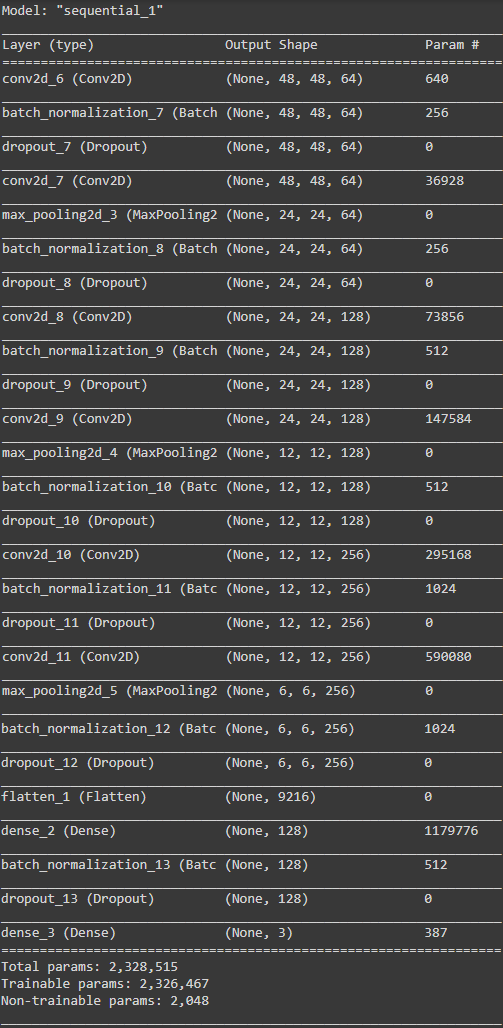 Model: "sequential_1"
Layer (type) Output Shape Param #
conv2d_6 (Conv2D) (None, 48, 48, 64) 640
batch_normalization_7 (Batch (None, 48, 48, 64) 256
dropout_7 (Dropout) (None, 48, 48, 64) 0
conv2d_7 (Conv2D) (None, 48, 48, 64) 36928
max_pooling2d_3 (MaxPooling2 (None, 24, 24, 64) 0
batch_normalization_8 (Batch (None, 24, 24, 64) 256
dropout_8 (Dropout) (None, 24, 24, 64) 0
conv2d_8 (Conv2D) (None, 24, 24, 128) 73856
batch_normalization_9 (Batch (None, 24, 24, 128) 512
dropout_9 (Dropout) (None, 24, 24, 128) 0
conv2d_9 (Conv2D) (None, 24, 24, 128) 147584
max_pooling2d_4 (MaxPooling2 (None, 12, 12, 128) 0
batch_normalization_10 (Batc (None, 12, 12, 128) 512
dropout_10 (Dropout) (None, 12, 12, 128) 0
conv2d_10 (Conv2D) (None, 12, 12, 256) 295168
batch_normalization_11 (Batc (None, 12, 12, 256) 1024
dropout_11 (Dropout) (None, 12, 12, 256) 0
conv2d_11 (Conv2D) (None, 12, 12, 256) 590080
max_pooling2d_5 (MaxPooling2 (None, 6, 6, 256) 0
batch_normalization_12 (Batc (None, 6, 6, 256) 1024
dropout_12 (Dropout) (None, 6, 6, 256) 0
flatten_1 (Flatten) (None, 9216) 0
dense_2 (Dense) (None, 128) 1179776
batch_normalization_13 (Batc (None, 128) 512
dropout_13 (Dropout) (None, 128) 0
dense_3 (Dense) (None, 3) 387
Total params: 2,328,515
Trainable params: 2,326,467
Non-trainable params: 2,048